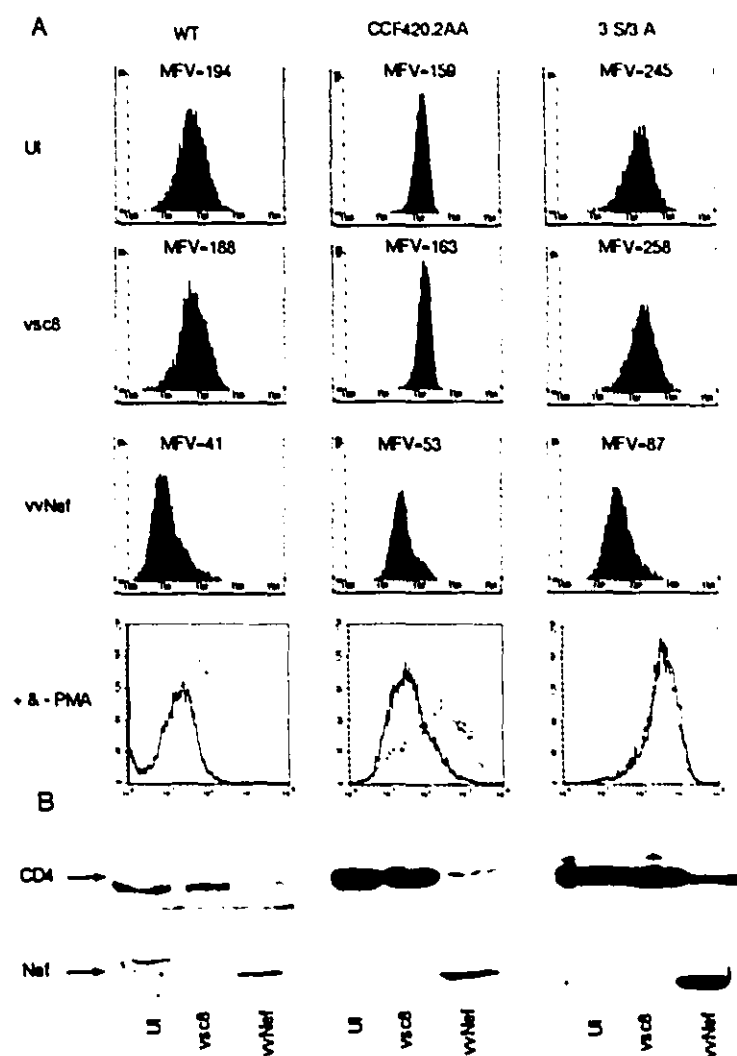 A
WT CCF420.2AA 3 S/3 A
UI MFV=194 MFV=159 MFV=245
vsc8 MFV=188 MFV=163 MFV=258
vvNef MFV=41 MFV=53 MFV=87
+ & - PMA
B
CD4
Nef
UI vsc8 vvNef UI vsc8 vvNef UI vsc8 vvNef